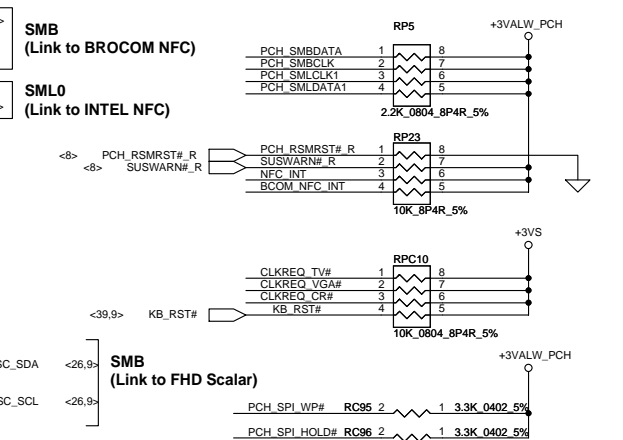 SMB
(Link to BROCOM NFC)
SML0
(Link to INTEL NFC)
RP5
+3VALW_PCH
PCH_SMBDATA 1 8
PCH_SMBCLK 2 7
PCH_SMLCLK1 3 6
PCH_SMLDATA1 4 5
2.2K_0804_8P4R_5%
RP23
<8> PCH_RSMRST#_R PCH_RSMRST#_R 1 8
<8> SUSWARN#_R SUSWARN#_R 2 7
NFC_INT 3 6
BCOM_NFC_INT 4 5
10K_8P4R_5%
+3VS
RPC10
CLKREQ_TV# 1 8
CLKREQ_VGA# 2 7
CLKREQ_CR# 3 6
<39,9> KB_RST# KB_RST# 4 5
10K_0804_8P4R_5%
SC_SDA <26,9>
SC_SCL <26,9>
SMB
(Link to FHD Scalar)
+3VALW_PCH
PCH_SPI_WP# RC95 2 1 3.3K_0402_5%
PCH_SPI_HOLD# RC96 2 1 3.3K_0402_5%